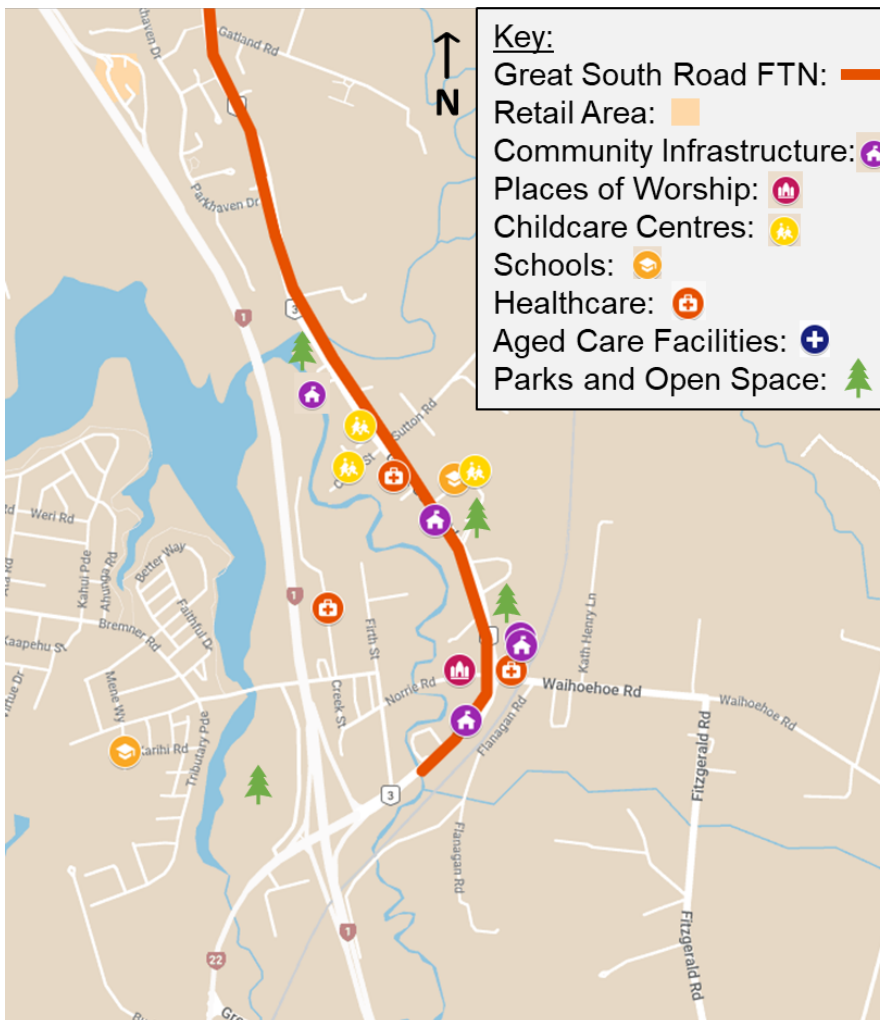 Key:
Great South Road FTN:
Retail Area:
Community Infrastructure:
Places of Worship:
Childcare Centres:
Schools:
Healthcare:
Aged Care Facilities:
Parks and Open Space:
N
Gatland Rd
Parkhaven Dr
1
3
Sutton Rd
Weri Rd
Kahui Pde
Ahunga Rd
Better Way
Faithful Dr
Bremner Rd
Kaapehu St
Mene Wy
Karihi Rd
Tributary Pde
1
Firth St
Creek St
Norrie Rd
Kath Henry Ln
Waihoehoe Rd
Waihoehoe Rd
Flanagan Rd
Fitzgerald Rd
3
Flanagan Rd
Fitzgerald Rd
1
22